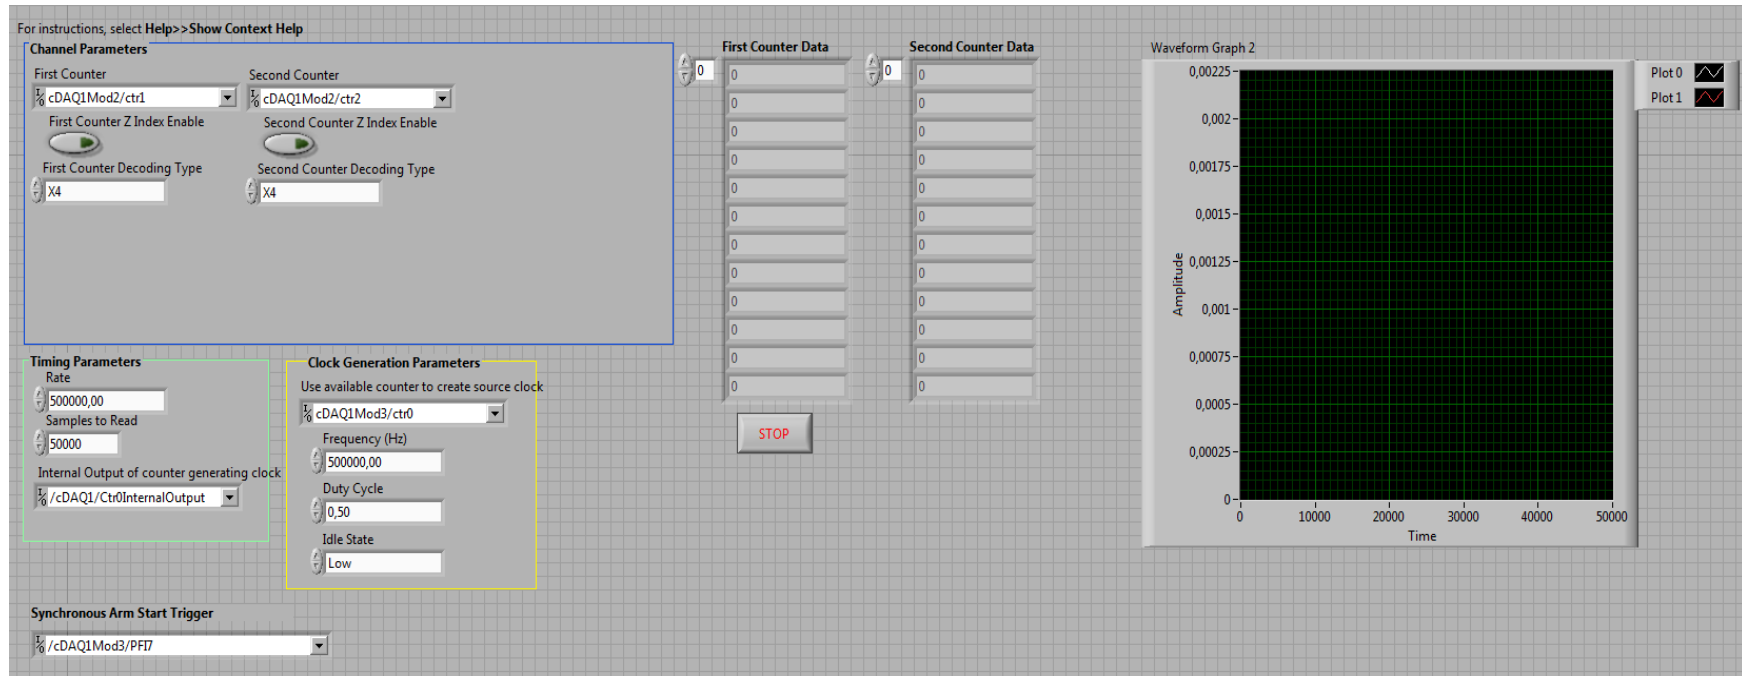 For instructions, select Help>>Show Context Help
Channel Parameters
First Counter
Second Counter
cDAQ1Mod2/ctr1
cDAQ1Mod2/ctr2
First Counter Z Index Enable
Second Counter Z Index Enable
First Counter Decoding Type
Second Counter Decoding Type
X4
X4
Timing Parameters
Rate
500000,00
Samples to Read
50000
Internal Output of counter generating clock
/cDAQ1/Ctr0InternalOutput
Clock Generation Parameters
Use available counter to create source clock
cDAQ1Mod3/ctr0
Frequency (Hz)
500000,00
Duty Cycle
0,50
Idle State
Low
Synchronous Arm Start Trigger
/cDAQ1Mod3/PFI7
First Counter Data
0
0
0
0
0
0
0
0
0
0
0
0
0
Second Counter Data
0
0
0
0
0
0
0
0
0
0
0
0
0
STOP
Waveform Graph 2
Plot 0
Plot 1
Amplitude
0,00225
0,002
0,00175
0,0015
0,00125
0,001
0,00075
0,0005
0,00025
0
0 10000 20000 30000 40000 50000
Time